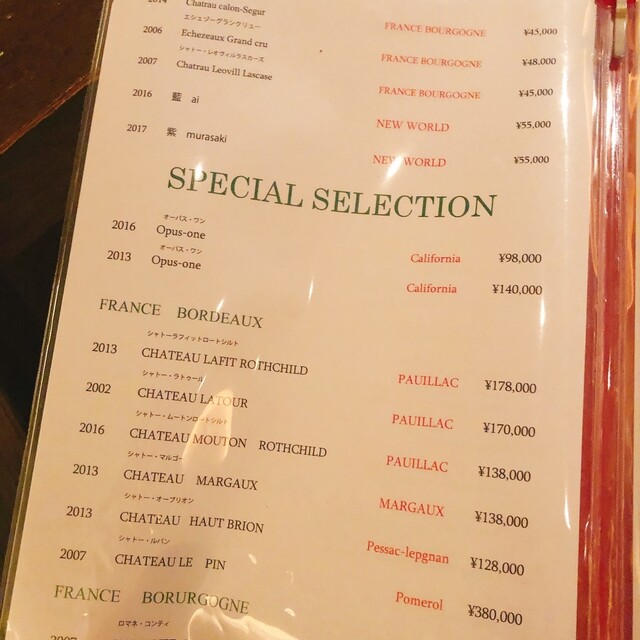 2014 Chatrau calon-Segur FRANCE BOURGOGNE ¥45,000
エシェゾーグランクリュー
2006 Echezeaux Grand cru FRANCE BOURGOGNE ¥48,000
シャトー・レオヴィルラスカーズ
2007 Chatrau Leovill Lascase FRANCE BOURGOGNE ¥45,000
2016 藍 ai NEW WORLD ¥55,000
2017 紫 murasaki NEW WORLD ¥55,000
SPECIAL SELECTION
オーパス・ワン
2016 Opus-one California ¥98,000
オーパス・ワン
2013 Opus-one California ¥140,000
FRANCE BORDEAUX
シャトーラフィットロートシルト
2013 CHATEAU LAFIT ROTHCHILD PAUILLAC ¥178,000
シャトー・ラトゥール
2002 CHATEAU LATOUR PAUILLAC ¥170,000
シャトー・ムートンロートシルト
2016 CHATEAU MOUTON ROTHCHILD PAUILLAC ¥138,000
シャトー・マルゴー
2013 CHATEAU MARGAUX MARGAUX ¥138,000
シャトー・オーブリオン
2013 CHATEAU HAUT BRION Pessac-lepgnan ¥128,000
シャトー・ルパン
2007 CHATEAU LE PIN Pomerol ¥380,000
FRANCE BORURGOGNE
ロマネ・コンティ
2007